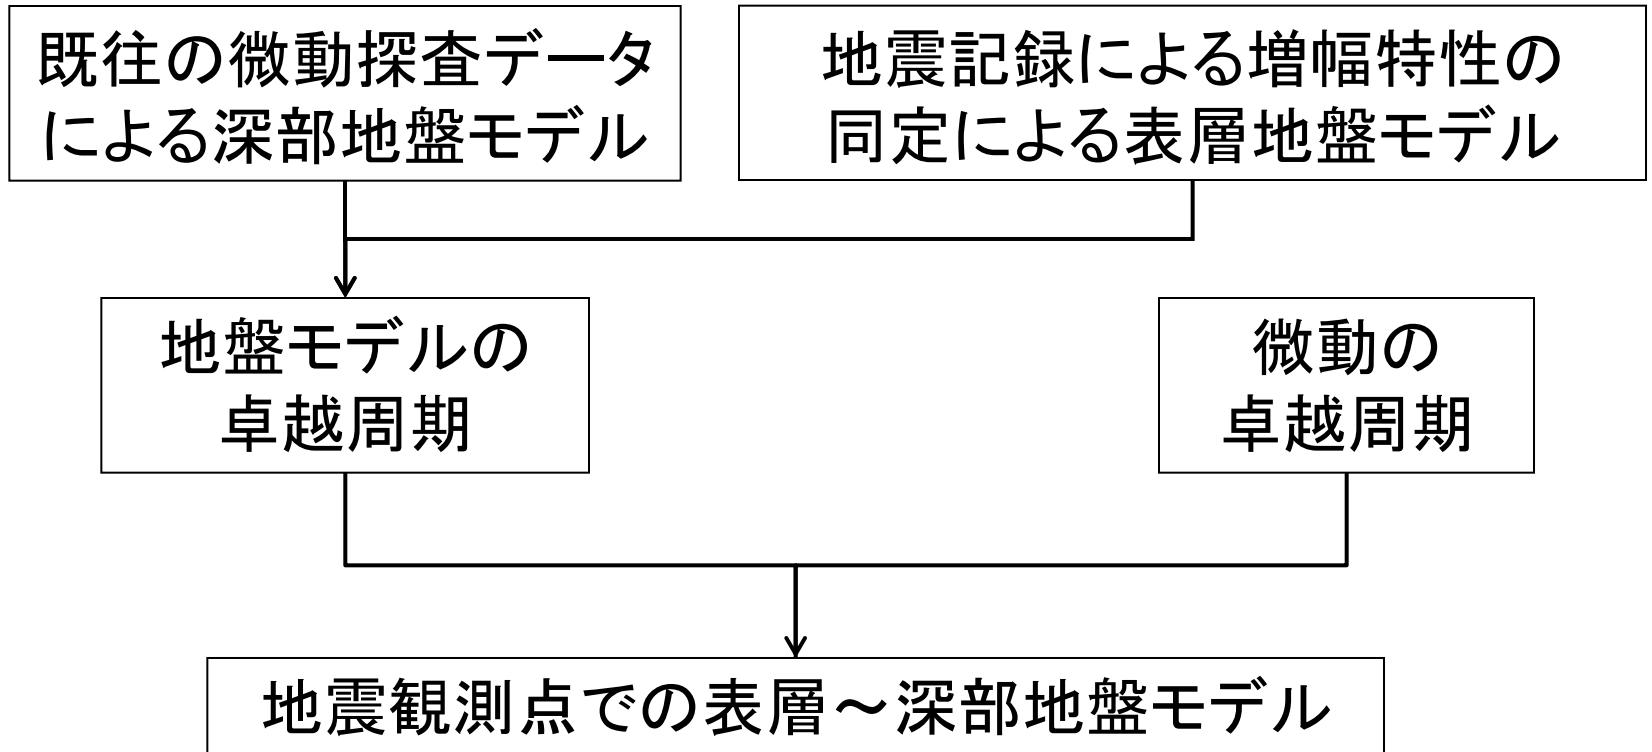 既往の微動探査データ
による深部地盤モデル
地震記録による増幅特性の
同定による表層地盤モデル
地盤モデルの
卓越周期
微動の
卓越周期
地震観測点での表層～深部地盤モデル